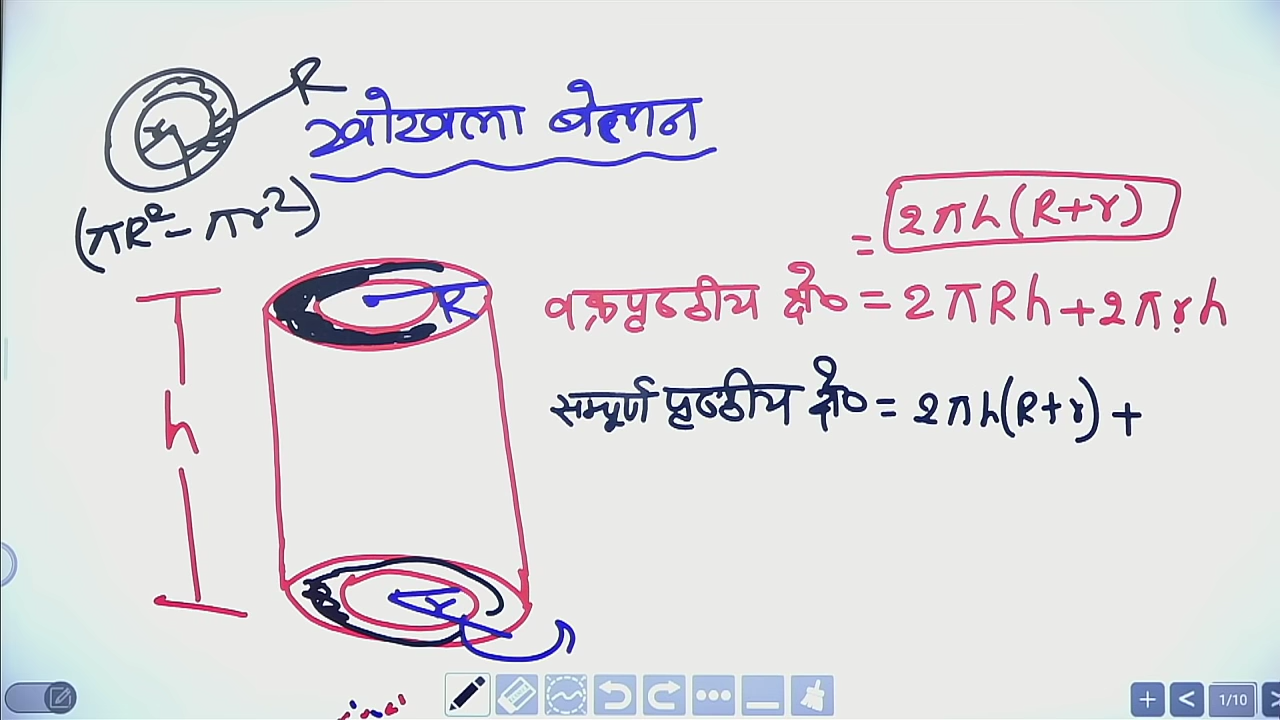 R
खोखला बेलन
r
(πR² - πr²)
= 2πh(R+r)
R
वक्रपृष्ठीय क्षे० = 2πRh + 2πrh
सम्पूर्ण पृष्ठीय क्षे० = 2πh(R+r) +
h
r
1/10